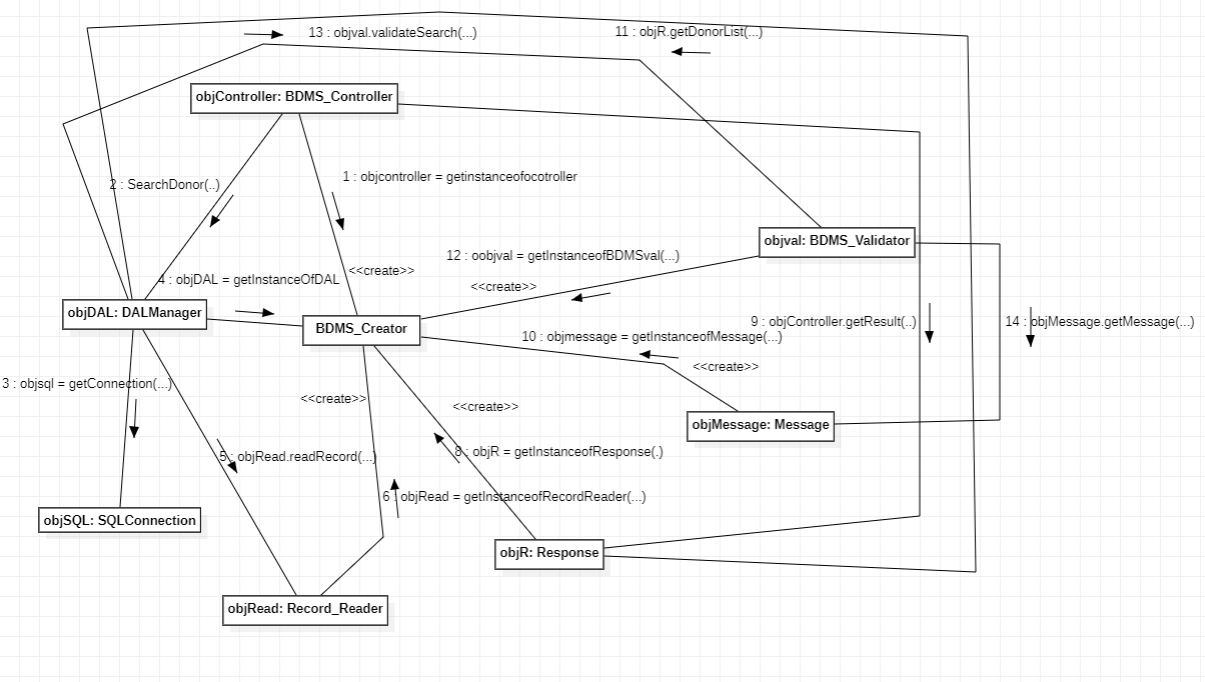 13 : objval.validateSearch(...)
11 : objR.getDonorList(...)
objController: BDMS_Controller
2 : SearchDonor(..)
1 : objcontroller = getinstanceofocotroller
objval: BDMS_Validator
12 : oobjval = getInstanceofBDMSval(...)
<<create>>
4 : objDAL = getInstanceOfDAL
<<create>>
objDAL: DALManager
BDMS_Creator
9 : objController.getResult(..)
14 : objMessage.getMessage(...)
10 : objmessage = getInstanceofMessage(...)
<<create>>
3 : objsql = getConnection(...)
<<create>>
<<create>>
objMessage: Message
5 : objRead.readRecord(...)
8 : objR = getInstanceofResponse(.)
6 : objRead = getInstanceofRecordReader(...)
objSQL: SQLConnection
objR: Response
objRead: Record_Reader